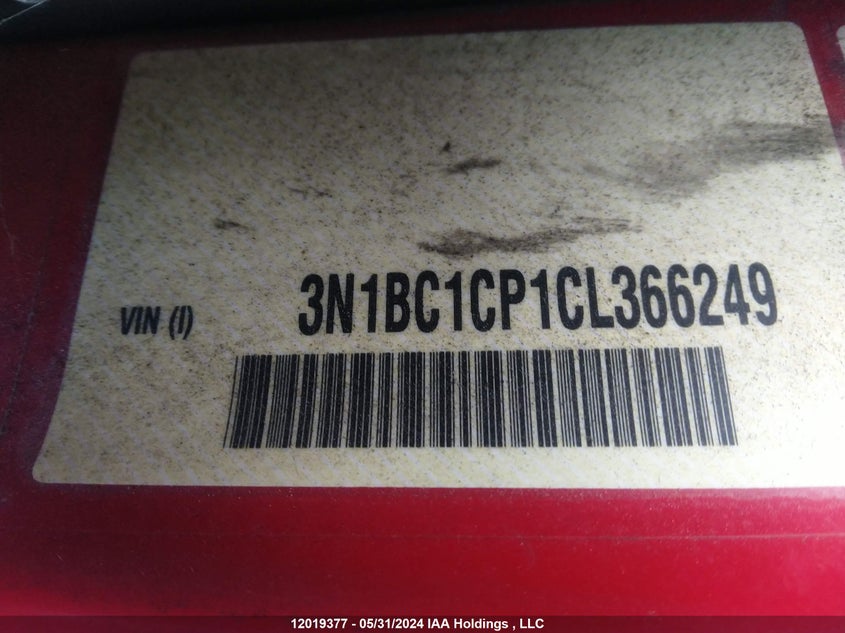 VIN (I) 3N1BC1CP1CL366249
12019377 - 05/31/2024 IAA Holdings , LLC